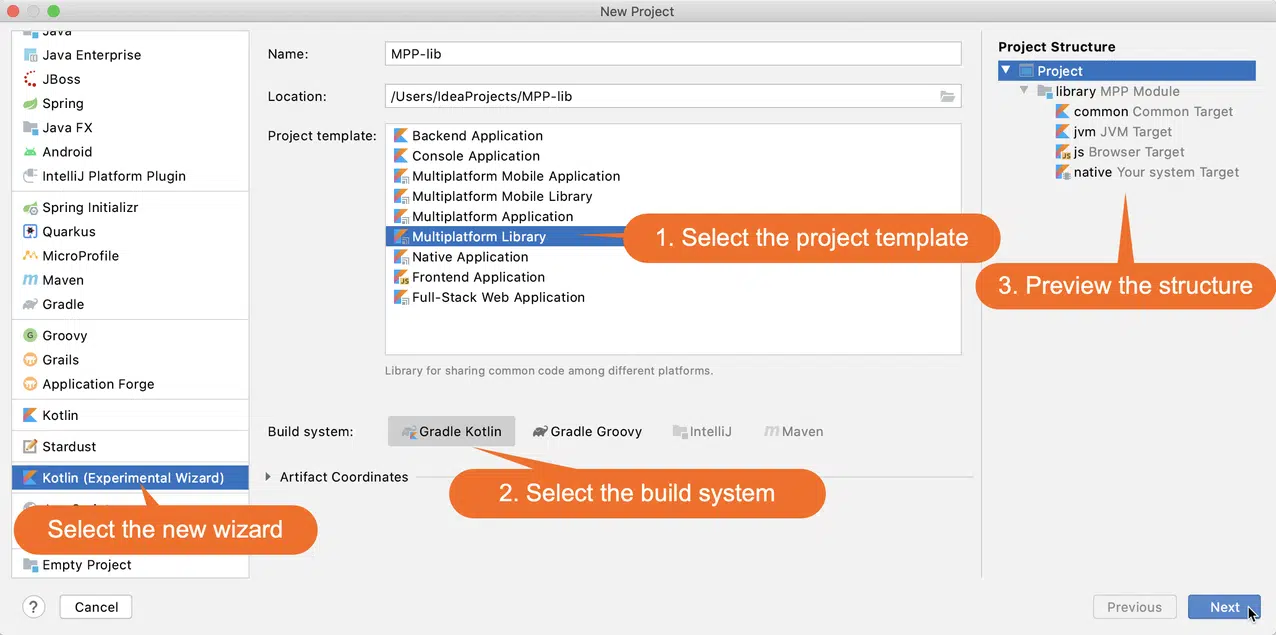 New Project
Java
Java Enterprise
JBoss
Spring
Java FX
Android
IntelliJ Platform Plugin
Spring Initializr
Quarkus
MicroProfile
Maven
Gradle
Groovy
Grails
Application Forge
Kotlin
Stardust
Kotlin (Experimental Wizard)
Select the new wizard
Empty Project
? Cancel
Name: MPP-lib
Location: /Users/IdeaProjects/MPP-lib
Project template: Backend Application
Console Application
Multiplatform Mobile Application
Multiplatform Mobile Library
Multiplatform Application
Multiplatform Library
1. Select the project template
Native Application
Frontend Application
Full-Stack Web Application
Library for sharing common code among different platforms.
Build system: Gradle Kotlin Gradle Groovy IntelliJ Maven
Artifact Coordinates
2. Select the build system
Project Structure
Project
library MPP Module
common Common Target
jvm JVM Target
js Browser Target
native Your system Target
3. Preview the structure
Previous Next